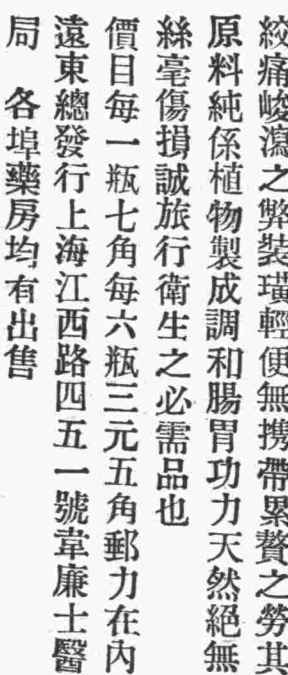 絞痛峻瀉之弊裝璜輕便無携帶累贅之勞其
原料純係植物製成調和腸胃功力天然絕無
絲毫傷損誠旅行衛生之必需品也
價目每一瓶七角每六瓶三元五角郵力在內
遠東總發行上海江西路四五一號韋廉士醫
局 各埠藥房均有出售